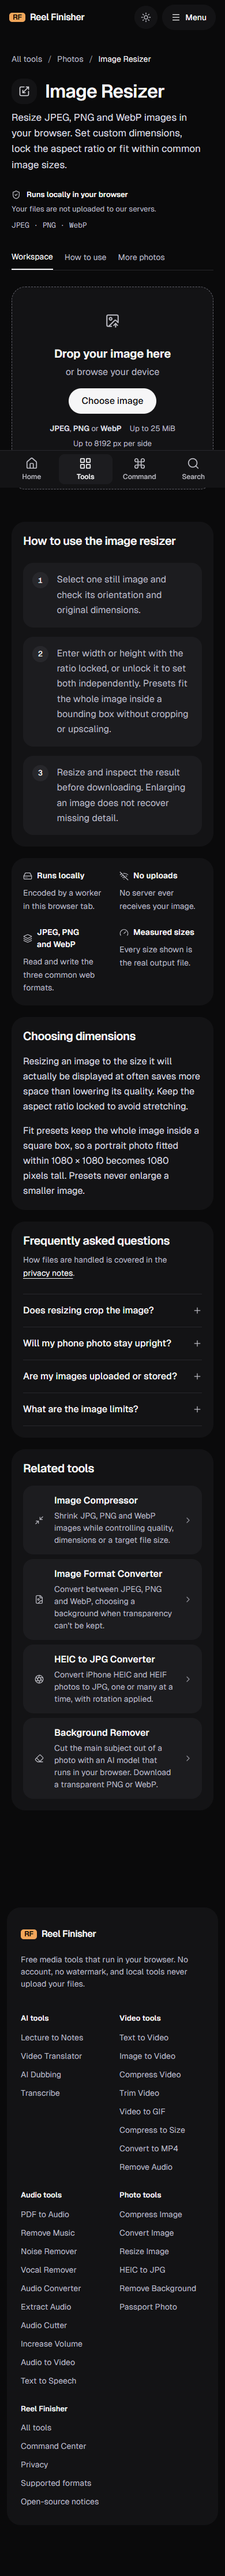 RF Reel Finisher
Menu
All tools / Photos / Image Resizer
Image Resizer
Resize JPEG, PNG and WebP images in
your browser. Set custom dimensions,
lock the aspect ratio or fit within common
image sizes.
Runs locally in your browser
Your files are not uploaded to our servers.
JPEG · PNG · WebP
Workspace How to use More photos
Drop your image here
or browse your device
Choose image
JPEG, PNG or WebP Up to 25 MiB
Up to 8192 px per side
Home Tools Command Search
How to use the image resizer
1 Select one still image and
check its orientation and
original dimensions.
2 Enter width or height with the
ratio locked, or unlock it to set
both independently. Presets fit
the whole image inside a
bounding box without cropping
or upscaling.
3 Resize and inspect the result
before downloading. Enlarging
an image does not recover
missing detail.
Runs locally
Encoded by a worker
in this browser tab.
No uploads
No server ever
receives your image.
JPEG, PNG
and WebP
Read and write the
three common web
formats.
Measured sizes
Every size shown is
the real output file.
Choosing dimensions
Resizing an image to the size it will
actually be displayed at often saves more
space than lowering its quality. Keep the
aspect ratio locked to avoid stretching.
Fit presets keep the whole image inside a
square box, so a portrait photo fitted
within 1080 × 1080 becomes 1080
pixels tall. Presets never enlarge a
smaller image.
Frequently asked questions
How files are handled is covered in the
privacy notes.
Does resizing crop the image?
Will my phone photo stay upright?
Are my images uploaded or stored?
What are the image limits?
Related tools
Image Compressor
Shrink JPG, PNG and WebP
images while controlling quality,
dimensions or a target file size.
Image Format Converter
Convert between JPEG, PNG
and WebP, choosing a
background when transparency
can't be kept.
HEIC to JPG Converter
Convert iPhone HEIC and HEIF
photos to JPG, one or many at a
time, with rotation applied.
Background Remover
Cut the main subject out of a
photo with an AI model that
runs in your browser. Download
a transparent PNG or WebP.
RF Reel Finisher
Free media tools that run in your browser. No
account, no watermark, and local tools never
upload your files.
AI tools
Lecture to Notes
Video Translator
AI Dubbing
Transcribe
Video tools
Text to Video
Image to Video
Compress Video
Trim Video
Video to GIF
Compress to Size
Convert to MP4
Remove Audio
Audio tools
PDF to Audio
Remove Music
Noise Remover
Vocal Remover
Audio Converter
Extract Audio
Audio Cutter
Increase Volume
Audio to Video
Text to Speech
Photo tools
Compress Image
Convert Image
Resize Image
HEIC to JPG
Remove Background
Passport Photo
Reel Finisher
All tools
Command Center
Privacy
Supported formats
Open-source notices